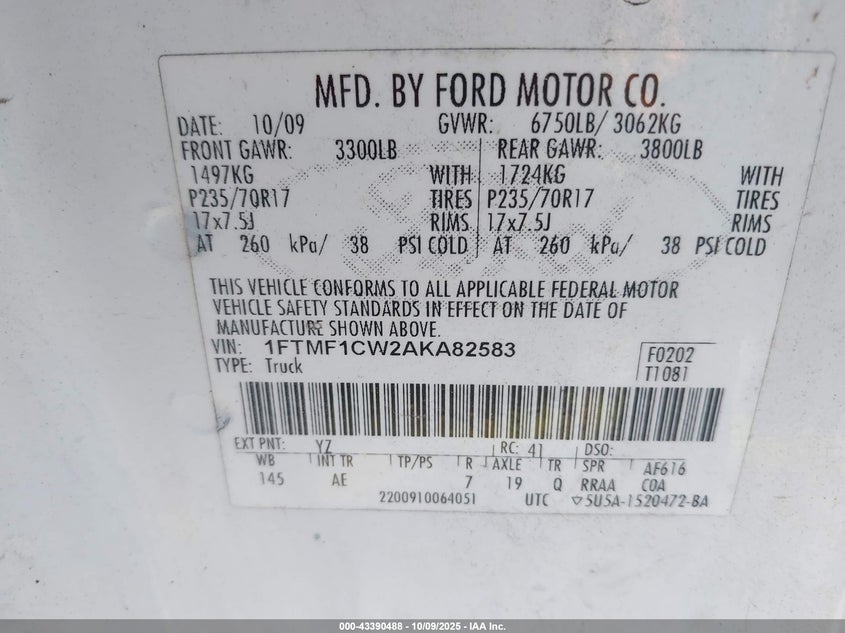 MFD. BY FORD MOTOR CO.
DATE: 10/09 GVWR: 6750LB/ 3062KG
FRONT GAWR: 3300LB REAR GAWR: 3800LB
1497KG WITH 1724KG WITH
P235/70R17 TIRES P235/70R17 TIRES
17x7.5J RIMS 17x7.5J RIMS
AT 260 kPa/ 38 PSI COLD AT 260 kPa/ 38 PSI COLD
THIS VEHICLE CONFORMS TO ALL APPLICABLE FEDERAL MOTOR
VEHICLE SAFETY STANDARDS IN EFFECT ON THE DATE OF
MANUFACTURE SHOWN ABOVE.
VIN: 1FTMF1CW2AKA82583 F0202
TYPE: Truck T1081
EXT PNT: YZ RC: 41 DSO:
WB INT TR TP/PS R AXLE TR SPR AF616
145 AE 7 19 Q RRAA COA
2200910064051 UTC ▽5U5A-1520472-BA
000-43390488 - 10/09/2025 - IAA Inc.